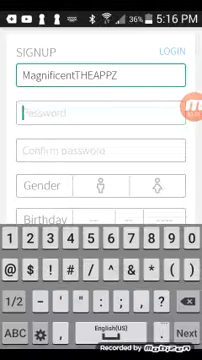 36% 5:16 PM
SIGNUP LOGIN
MagnificentTHEAPPZ
Password
Confirm password
Gender
Birthday
1 2 3 4 5 6 7 8 9 0
@ $ ! # / ^ & * ( )
1/2 - ' " : ; , ?
ABC , English(US) . Next
Recorded by Mobizen